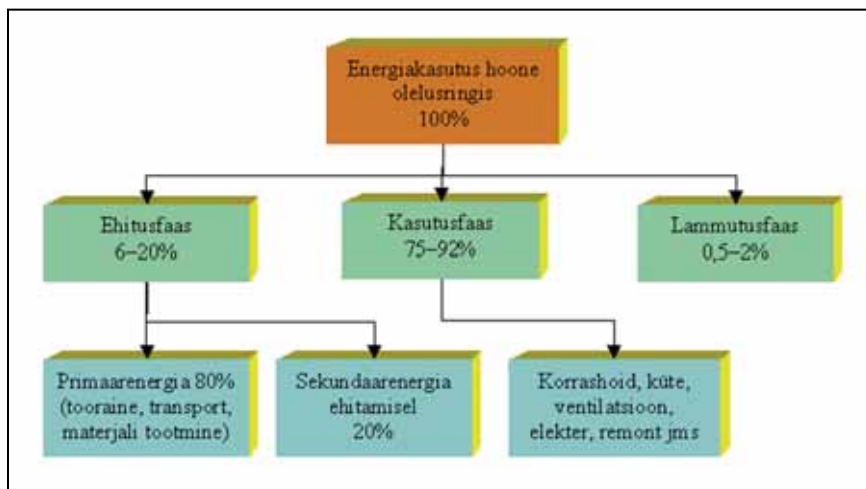 Energiakasutus hoone
olelusringis
100%
Ehitusfaas
6–20%
Kasutusfaas
75–92%
Lammutusfaas
0,5–2%
Primaarenergia 80%
(tooraine, transport,
materjali tootmine)
Sekundaarenergia
ehitamisel
20%
Korrashoid, küte,
ventilatsioon,
elekter, remont jms